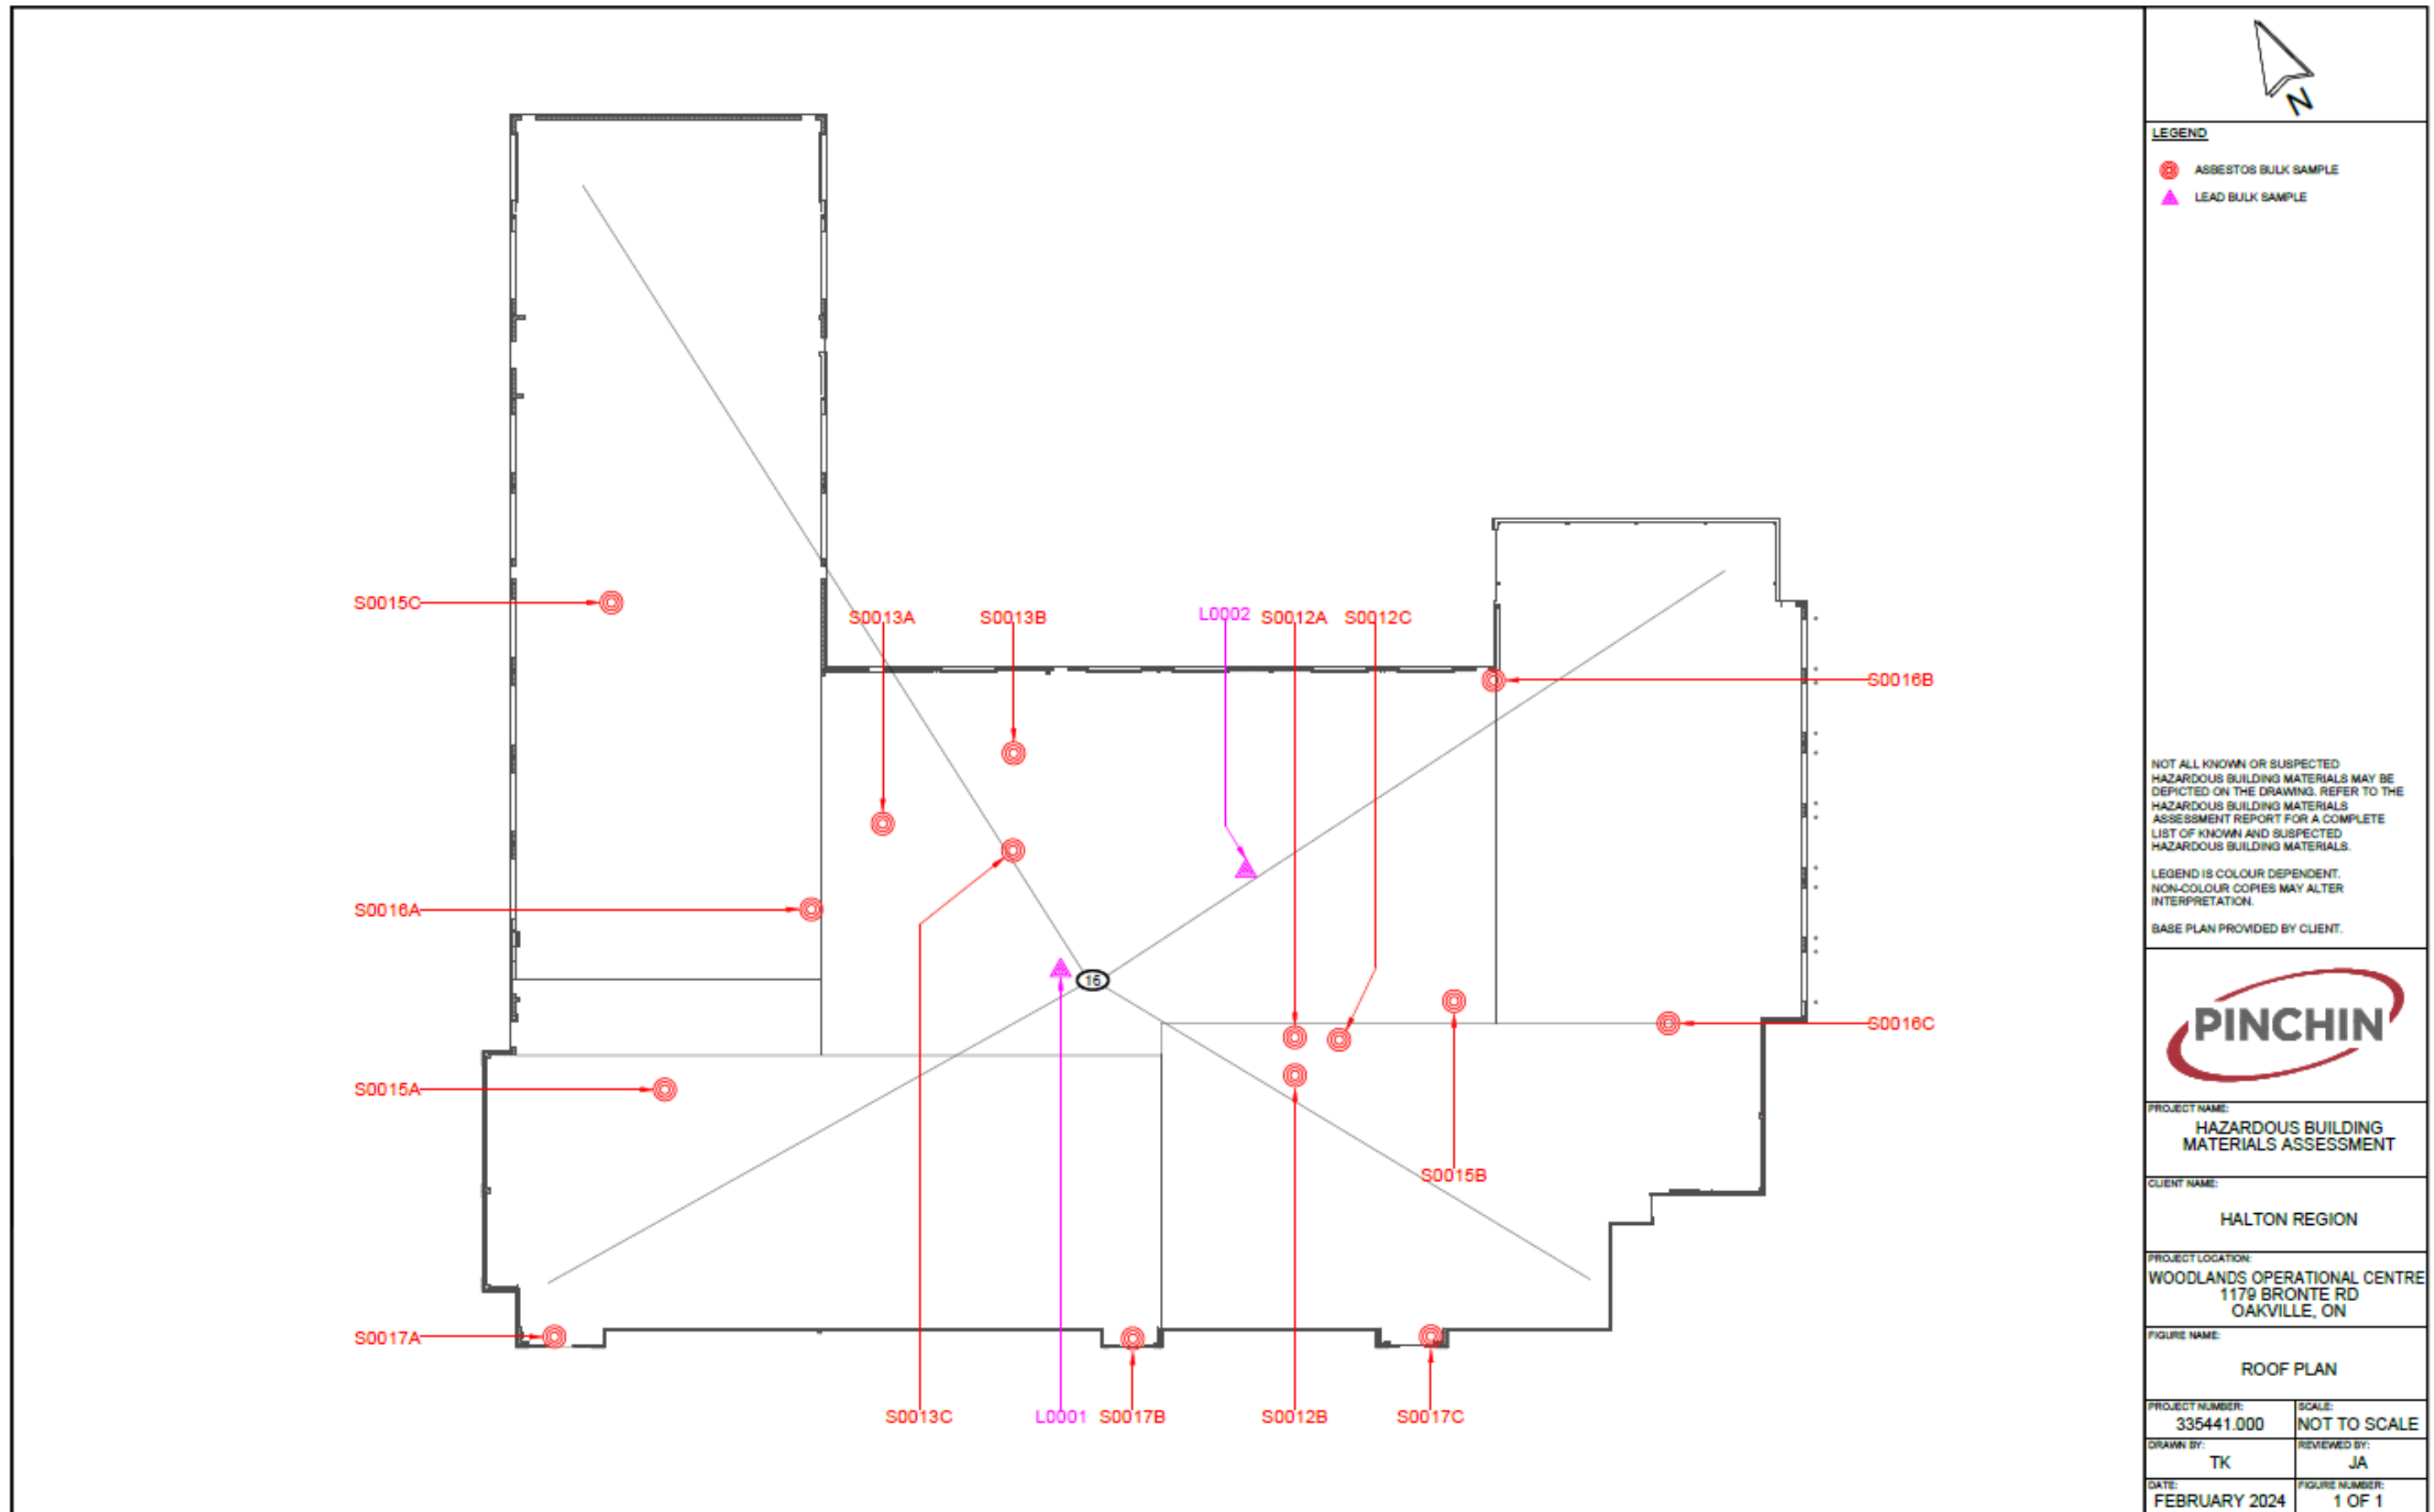 N
LEGEND
ASBESTOS BULK SAMPLE
LEAD BULK SAMPLE
S0015C
S0013A
S0013B
L0002
S0012A
S0012C
S0016B
S0016A
16
S0016C
S0015A
S0015B
S0017A
S0013C
L0001
S0017B
S0012B
S0017C
NOT ALL KNOWN OR SUSPECTED
HAZARDOUS BUILDING MATERIALS MAY BE
DEPICTED ON THE DRAWING. REFER TO THE
HAZARDOUS BUILDING MATERIALS
ASSESSMENT REPORT FOR A COMPLETE
LIST OF KNOWN AND SUSPECTED
HAZARDOUS BUILDING MATERIALS.
LEGEND IS COLOUR DEPENDENT.
NON-COLOUR COPIES MAY ALTER
INTERPRETATION.
BASE PLAN PROVIDED BY CLIENT.
PINCHIN
PROJECT NAME:
HAZARDOUS BUILDING
MATERIALS ASSESSMENT
CLIENT NAME:
HALTON REGION
PROJECT LOCATION:
WOODLANDS OPERATIONAL CENTRE
1179 BRONTE RD
OAKVILLE, ON
FIGURE NAME:
ROOF PLAN
PROJECT NUMBER:
335441.000
SCALE:
NOT TO SCALE
DRAWN BY:
TK
REVIEWED BY:
JA
DATE:
FEBRUARY 2024
FIGURE NUMBER:
1 OF 1